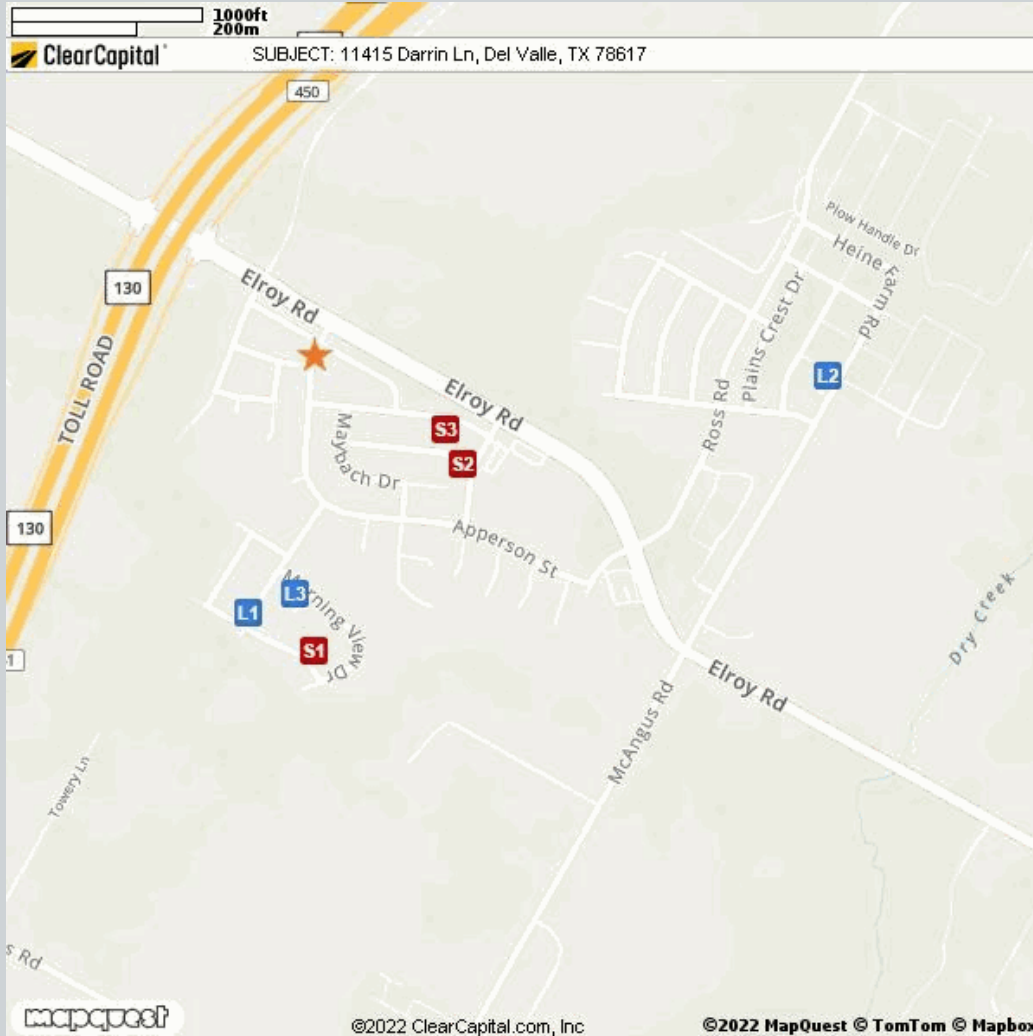 1000ft
200m
ClearCapital
SUBJECT: 11415 Darrin Ln, Del Valle, TX 78617
450
Plow Handle Dr
Heine Farm Rd
130
Elroy Rd
TOLL ROAD
Plains Crest Dr
L2
Elroy Rd
Ross Rd
S3
Maybach Dr
S2
130
Apperson St
Morning View Dr
L3
L1
S1
Dry Creek
Elroy Rd
McAngus Rd
Towery Ln
s Rd
mapquest
©2022 ClearCapital.com, Inc
©2022 MapQuest © TomTom © Mapbox